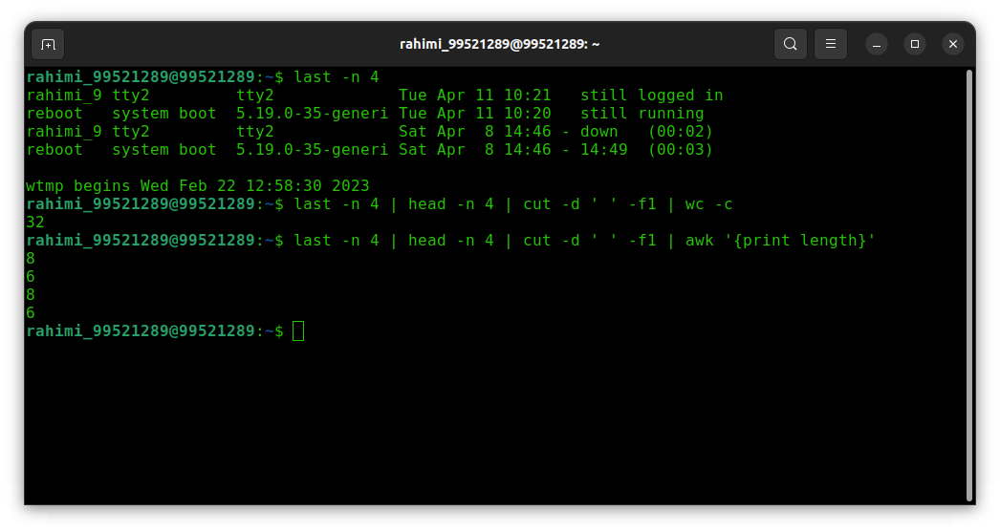 rahimi_99521289@99521289: ~
rahimi_99521289@99521289:~$ last -n 4
rahimi_9 tty2         tty2             Tue Apr 11 10:21   still logged in
reboot   system boot  5.19.0-35-generi Tue Apr 11 10:20   still running
rahimi_9 tty2         tty2             Sat Apr  8 14:46 - down   (00:02)
reboot   system boot  5.19.0-35-generi Sat Apr  8 14:46 - 14:49  (00:03)

wtmp begins Wed Feb 22 12:58:30 2023
rahimi_99521289@99521289:~$ last -n 4 | head -n 4 | cut -d ' ' -f1 | wc -c
32
rahimi_99521289@99521289:~$ last -n 4 | head -n 4 | cut -d ' ' -f1 | awk '{print length}'
8
6
8
6
rahimi_99521289@99521289:~$